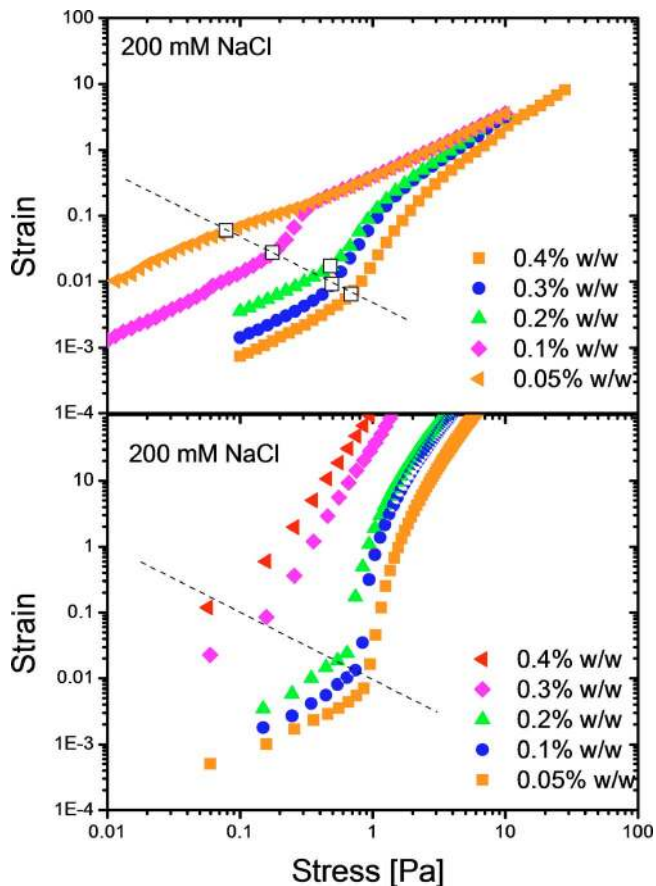 100
10
1
0.1
0.01
1E-3
1E-4
Strain
200 mM NaCl
0.4% w/w
0.3% w/w
0.2% w/w
0.1% w/w
0.05% w/w
10
1
0.1
0.01
1E-3
1E-4
Strain
200 mM NaCl
0.4% w/w
0.3% w/w
0.2% w/w
0.1% w/w
0.05% w/w
0.01 0.1 1 10 100
Stress [Pa]